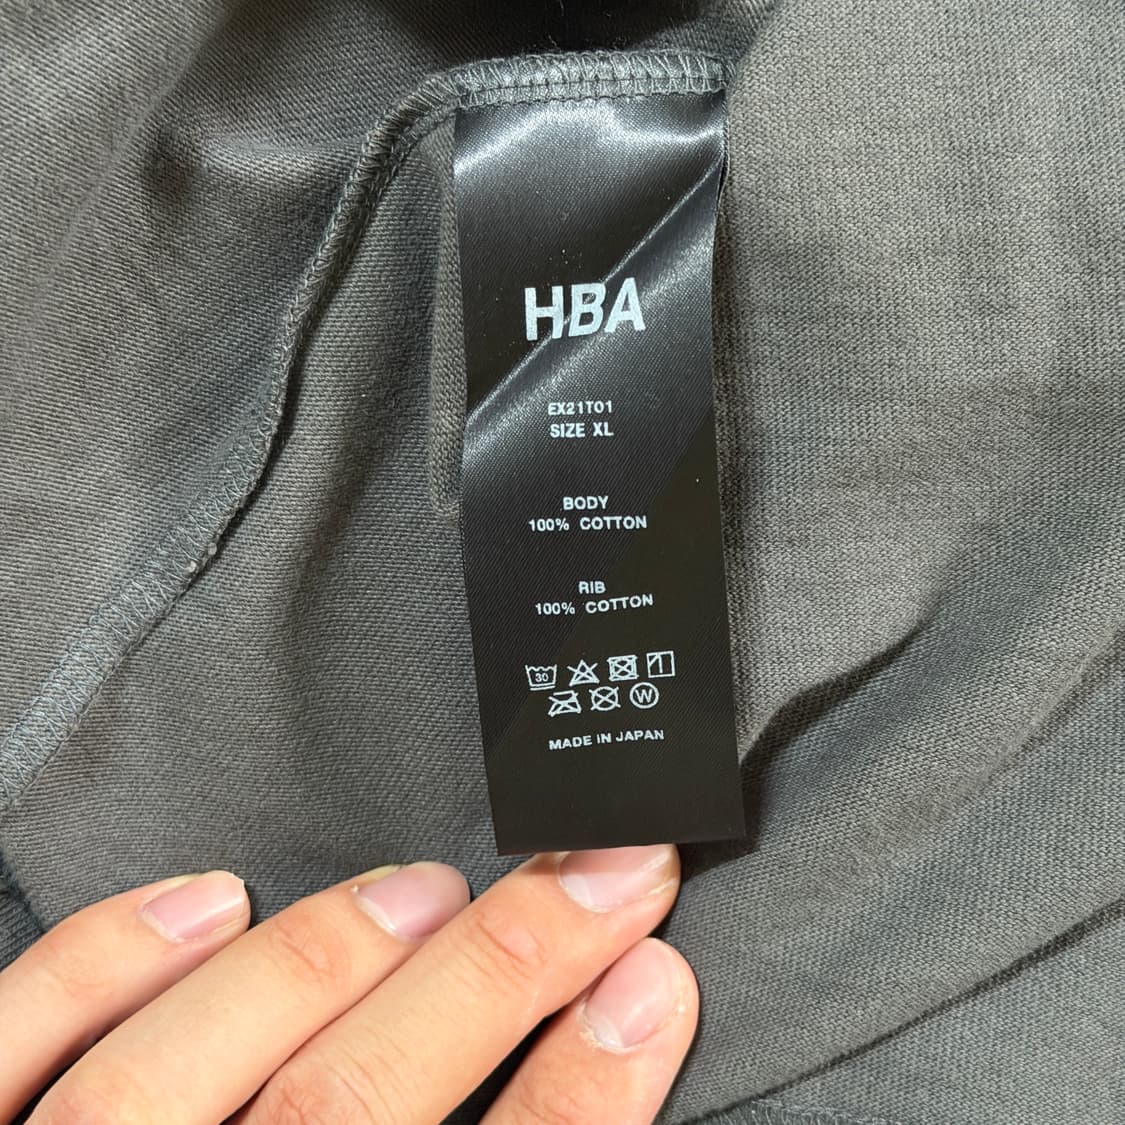 HBA
EX21T01
SIZE XL
BODY
100% COTTON
RIB
100% COTTON
30
W
MADE IN JAPAN